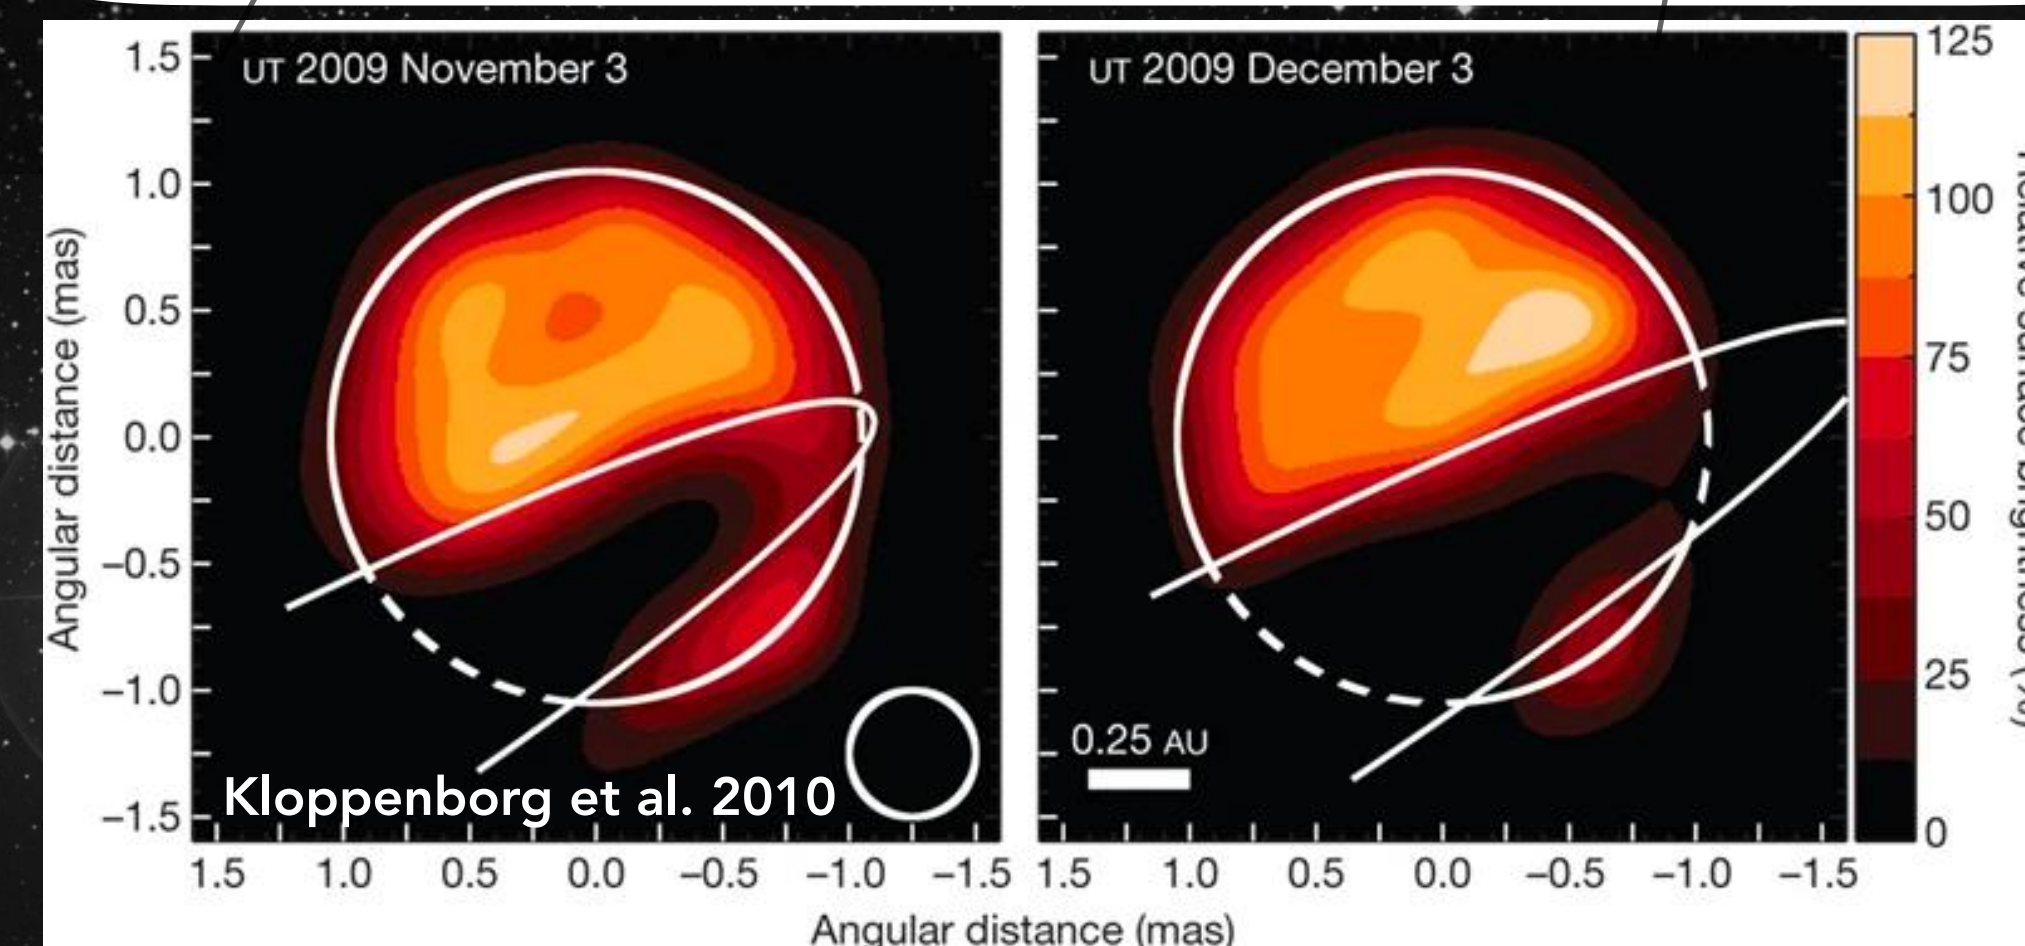 UT 2009 November 3
UT 2009 December 3
1.5
1.0
0.5
0.0
−0.5
−1.0
−1.5
Angular distance (mas)
Kloppenborg et al. 2010
0.25 AU
125
100
75
50
25
0
1.5 1.0 0.5 0.0 −0.5 −1.0 −1.5
1.5 1.0 0.5 0.0 −0.5 −1.0 −1.5
Angular distance (mas)